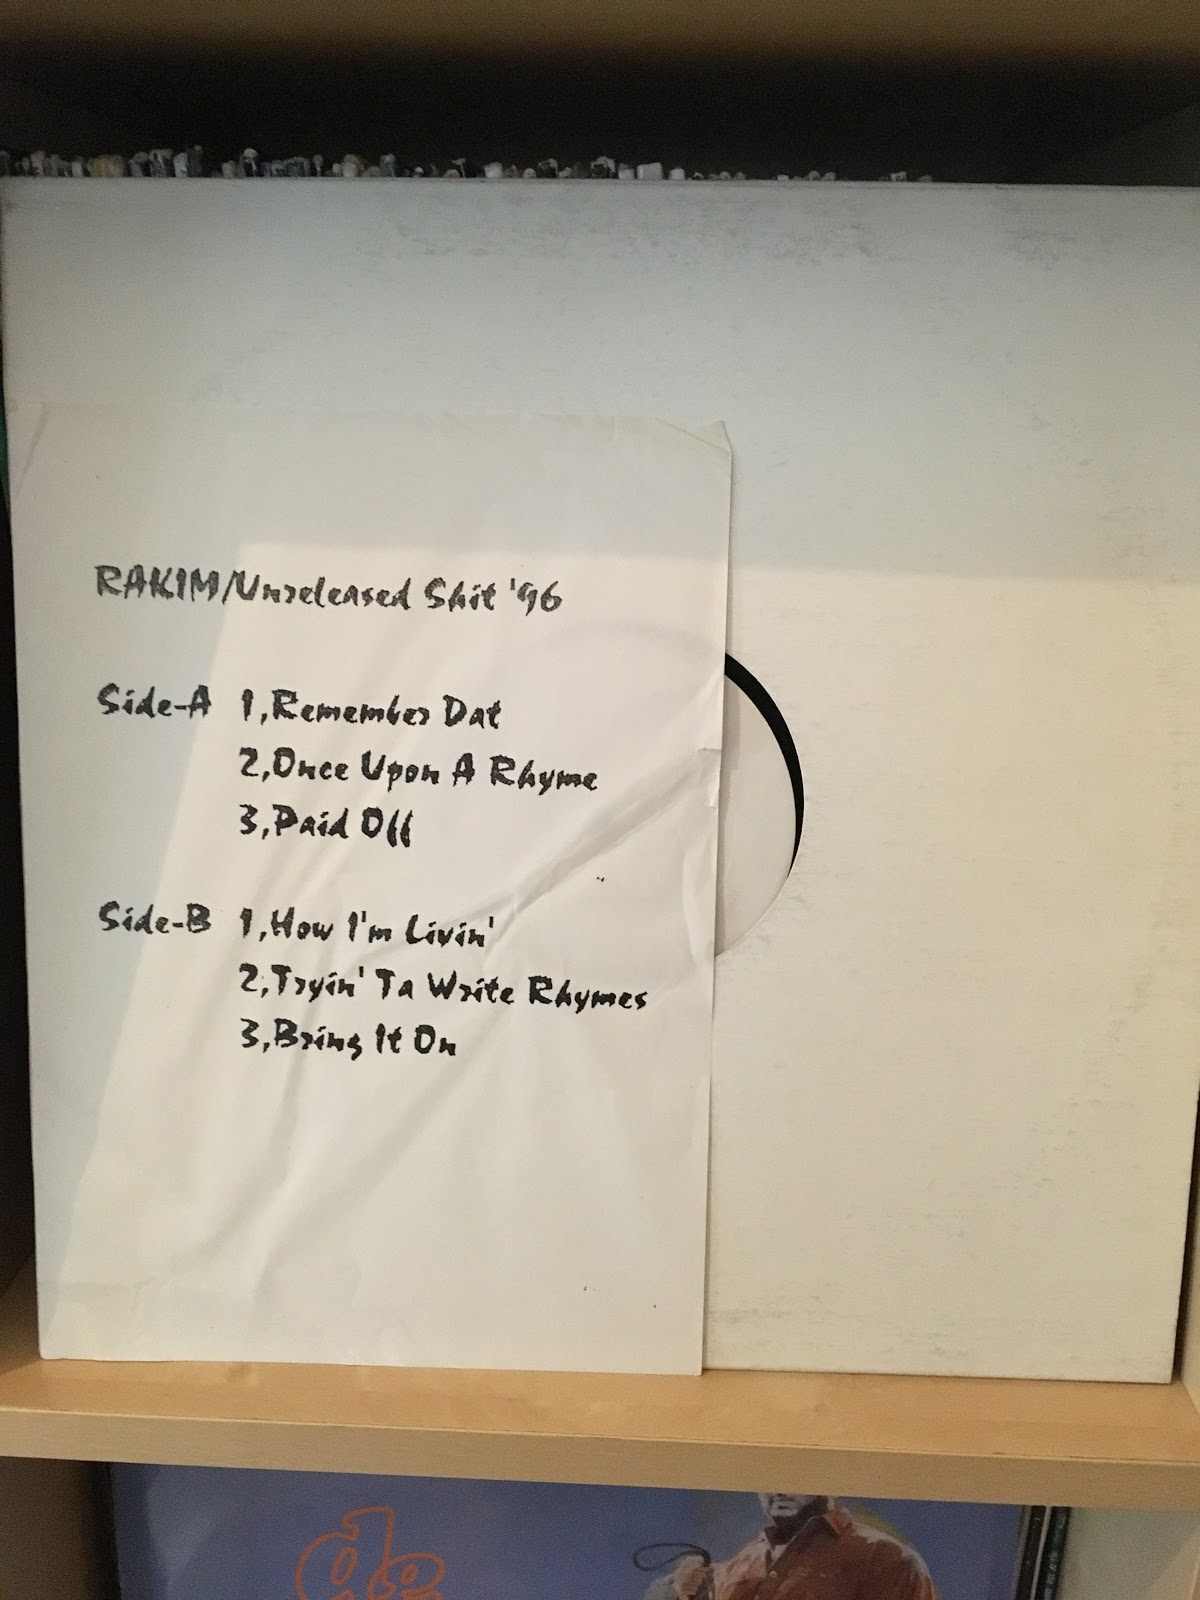 RAKIM/Unreleased Shit '96
Side-A 1,Remember Dat
2,Once Upon A Rhyme
3,Paid Off
Side-B 1,How I'm Livin'
2,Tryin' Ta Write Rhymes
3,Bring It On